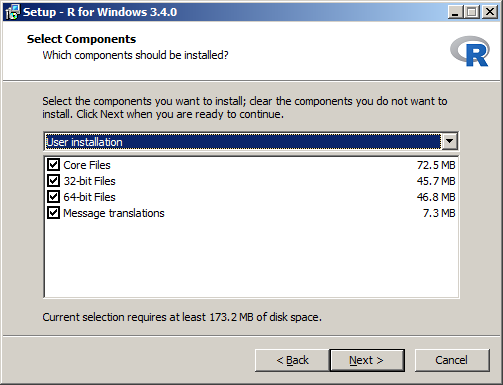 Setup - R for Windows 3.4.0
Select Components
Which components should be installed?
R
Select the components you want to install; clear the components you do not want to
install. Click Next when you are ready to continue.
User installation
Core Files 72.5 MB
32-bit Files 45.7 MB
64-bit Files 46.8 MB
Message translations 7.3 MB
Current selection requires at least 173.2 MB of disk space.
< Back Next > Cancel